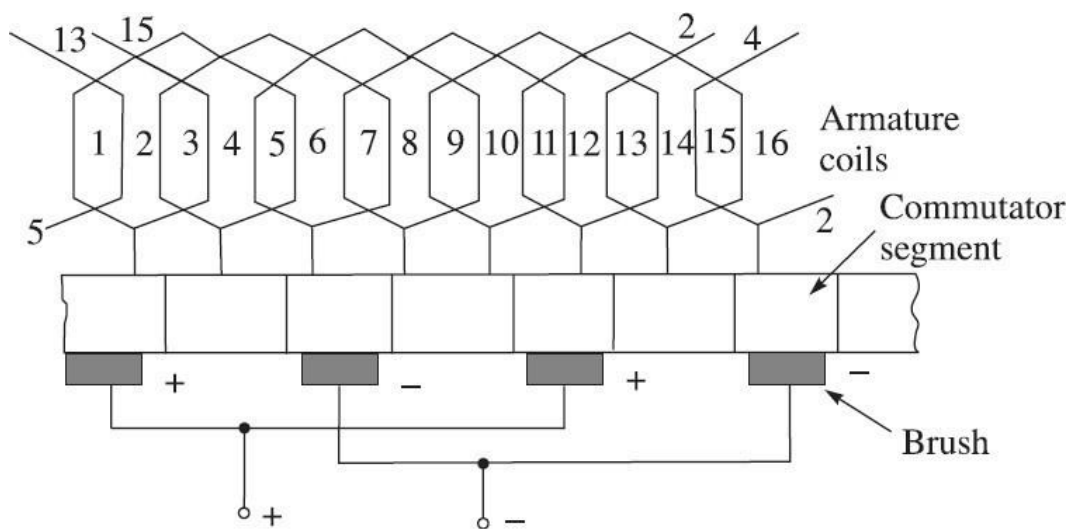 13 15 2 4
1 2 3 4 5 6 7 8 9 10 11 12 13 14 15 16
Armature
coils
5 2
Commutator
segment
+ − + −
Brush
+ −